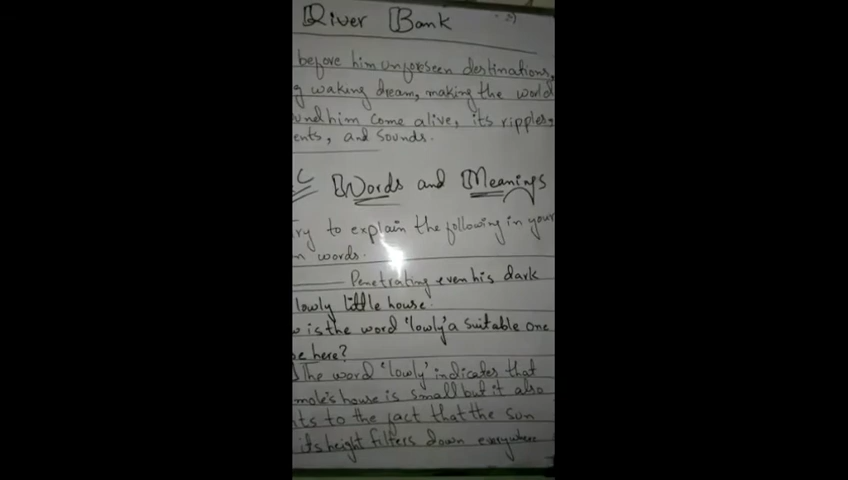 River Bank
before him unforeseen destinations,
g waking dream, making the world
und him come alive, its ripples,
ents, and sounds.
C Words and Meanings
ry to explain the following in your
n words.
Penetrating even his dark
lowly little house.
is the word 'lowly' a suitable one
e here?
The word 'lowly' indicates that
mole's house is small but it also
ts to the fact that the sun
its height filters down everywhere